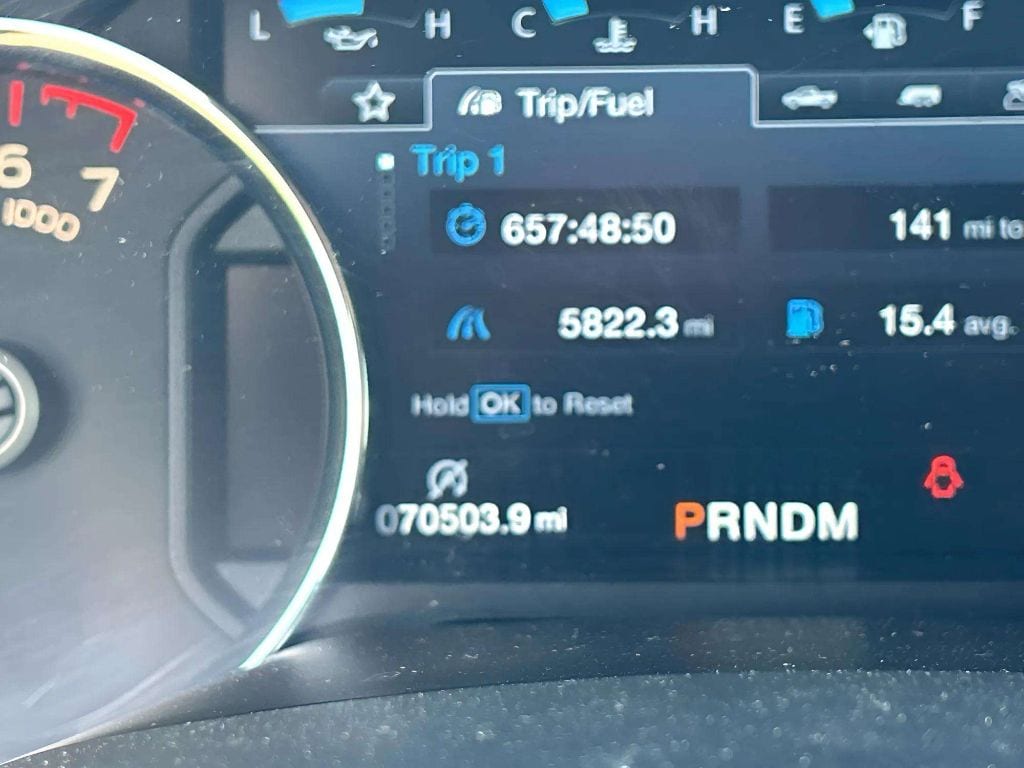 L H C H E F
Trip/Fuel
Trip 1
657:48:50 141 mi to
5822.3 mi 15.4 avg.
Hold OK to Reset
070503.9 mi PRNDM
6 7
1000